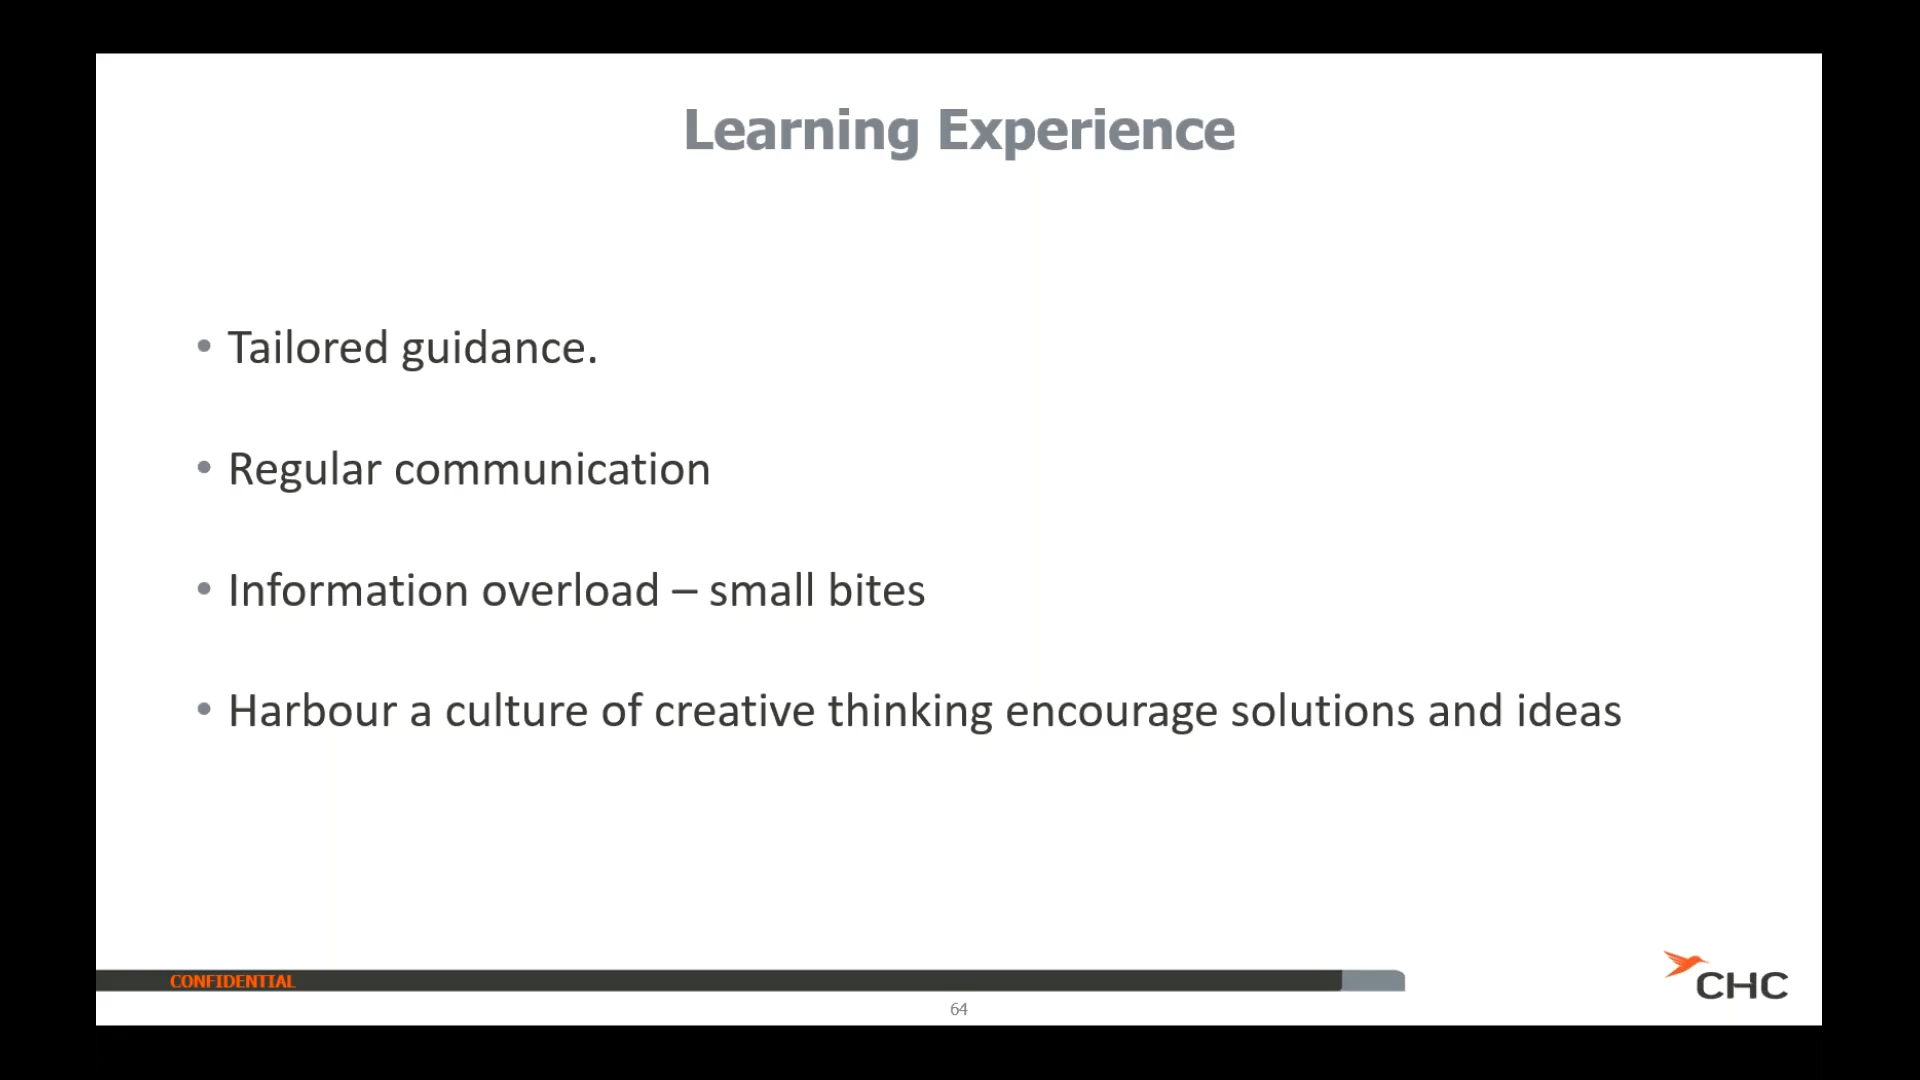 Learning Experience
• Tailored guidance.
• Regular communication
• Information overload – small bites
• Harbour a culture of creative thinking encourage solutions and ideas
CONFIDENTIAL
CHC
64